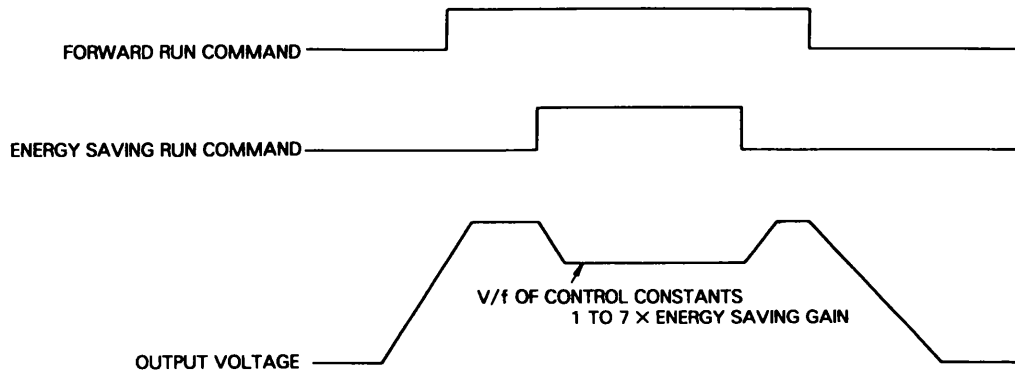 FORWARD RUN COMMAND
ENERGY SAVING RUN COMMAND
V/f OF CONTROL CONSTANTS
1 TO 7 × ENERGY SAVING GAIN
OUTPUT VOLTAGE